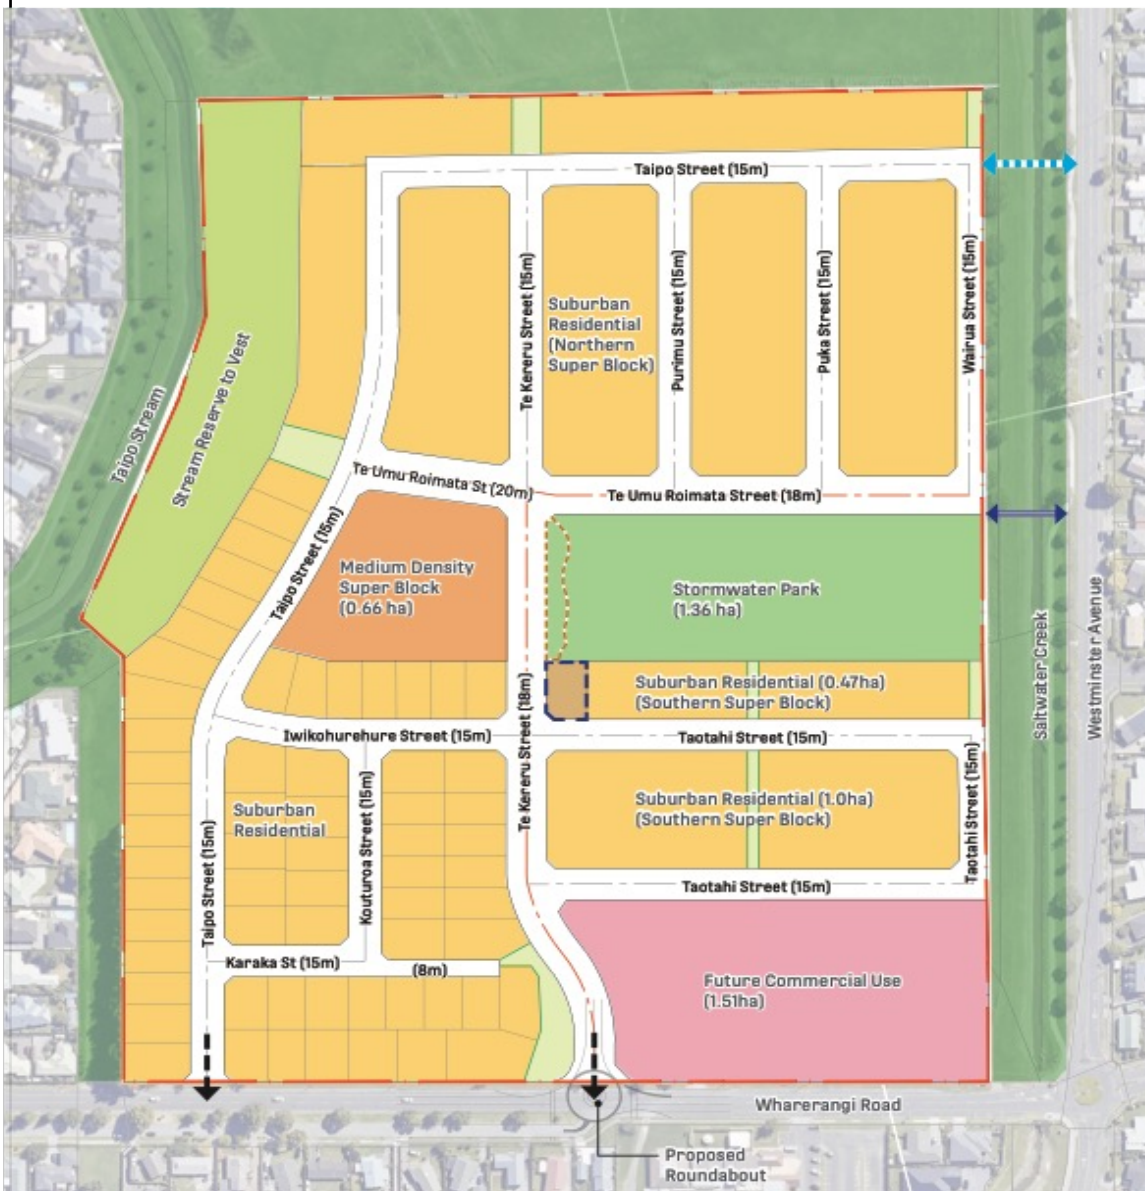 Taipo Street (15m)
Te Kereru Street (15m)
Suburban
Residential
(Northern
Super Block)
Purimu Street (15m)
Puka Street (15m)
Wairua Street (15m)
Taipo Stream
Stream Reserve to Vest
Te Umu Roimata St (20m)
Te Umu Roimata Street (18m)
Taipo Street (15m)
Medium Density
Super Block
(0.66 ha)
Stormwater Park
(1.36 ha)
Saltwater Creek
Westminster Avenue
Suburban Residential (0.47ha)
(Southern Super Block)
Te Kereru Street (18m)
Iwikohurehure Street (15m)
Taotahi Street (15m)
Suburban
Residential
Kouturoa Street (15m)
Suburban Residential (1.0ha)
(Southern Super Block)
Taotahi Street (15m)
Taipo Street (15m)
Taotahi Street (15m)
Karaka St (15m)
(8m)
Future Commercial Use
(1.51ha)
Wharerangi Road
Proposed
Roundabout